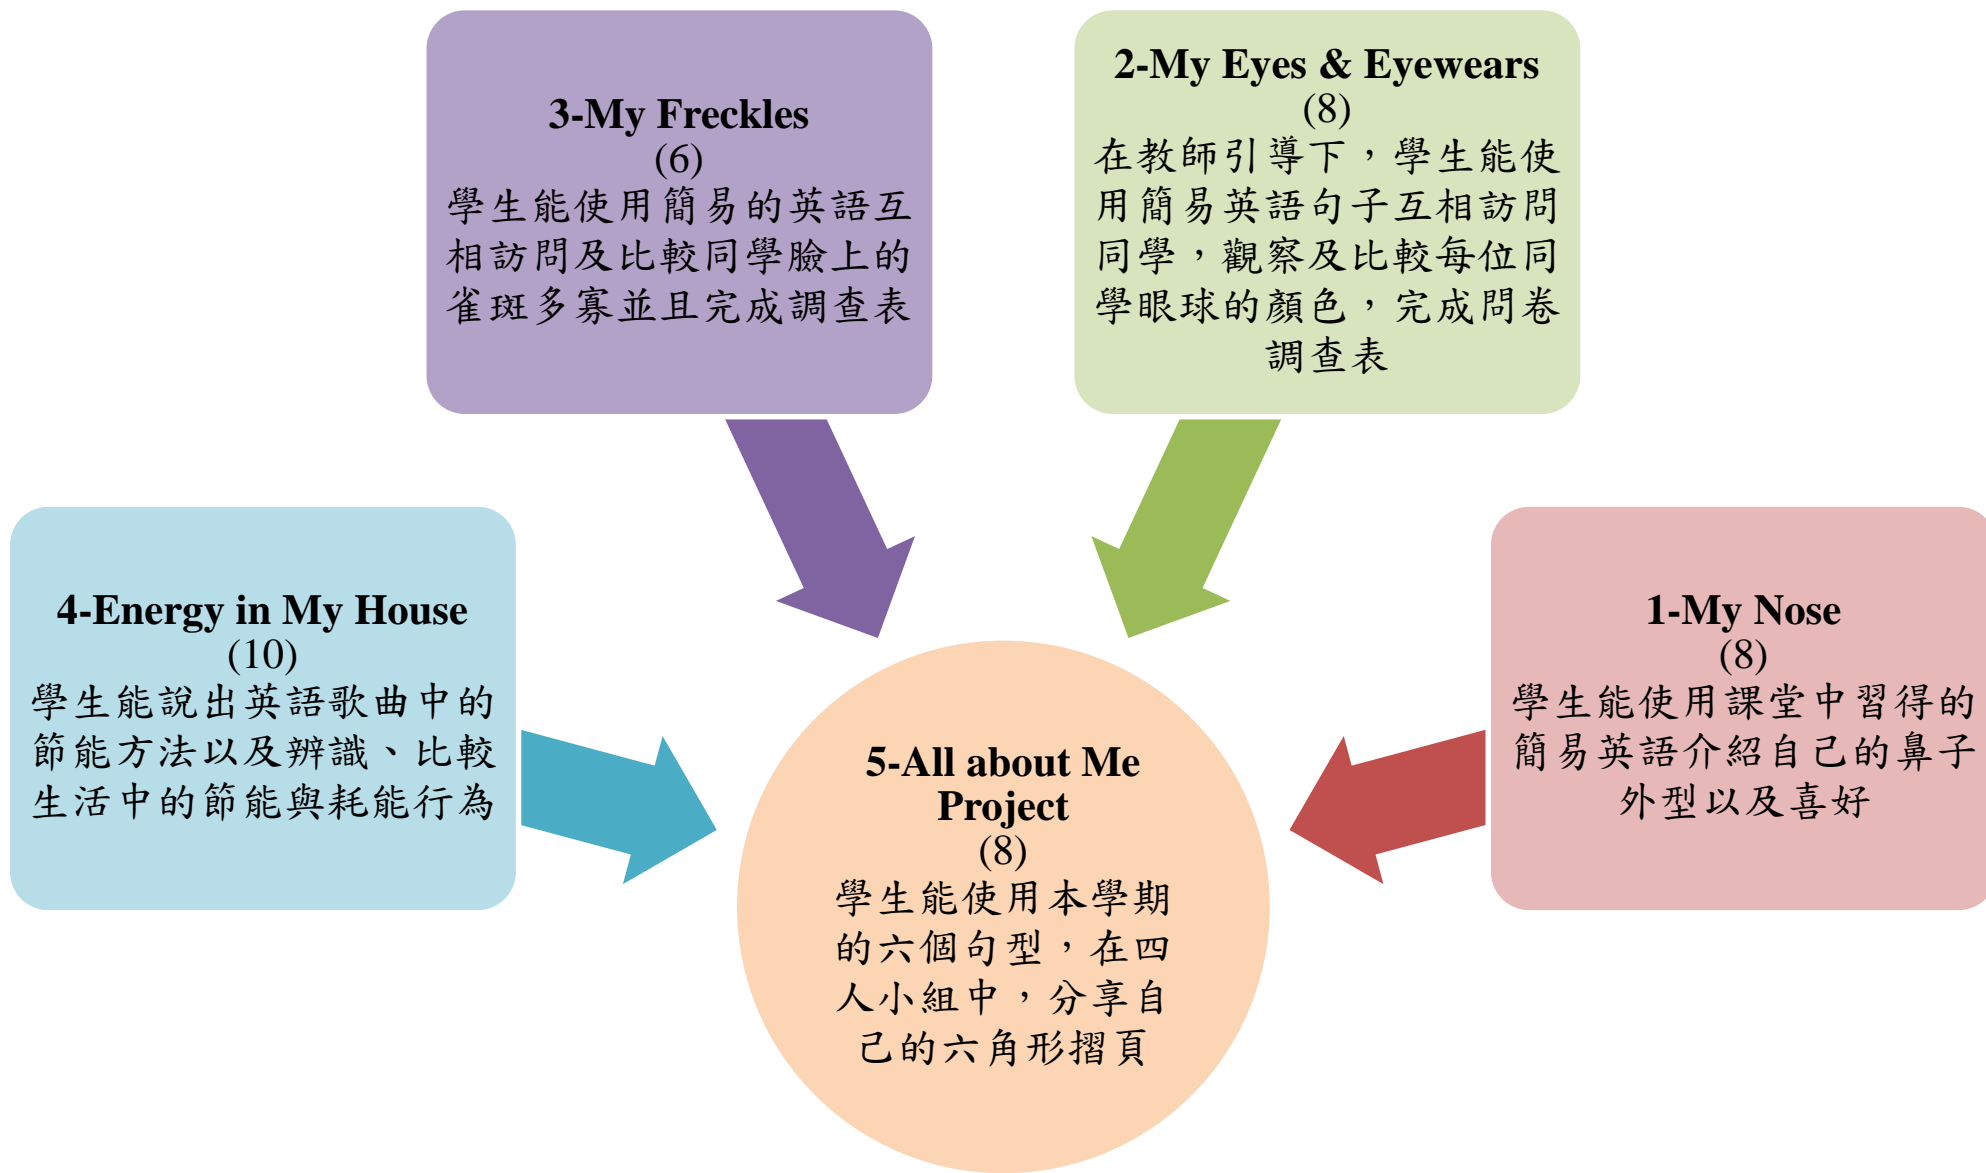 3-My Freckles
(6)
學生能使用簡易的英語互
相訪問及比較同學臉上的
雀斑多寡並且完成調查表
2-My Eyes & Eyewears
(8)
在教師引導下，學生能使
用簡易英語句子互相訪問
同學，觀察及比較每位同
學眼球的顏色，完成問卷
調查表
4-Energy in My House
(10)
學生能說出英語歌曲中的
節能方法以及辨識、比較
生活中的節能與耗能行為
1-My Nose
(8)
學生能使用課堂中習得的
簡易英語介紹自己的鼻子
外型以及喜好
5-All about Me
Project
(8)
學生能使用本學期
的六個句型，在四
人小組中，分享自
己的六角形摺頁